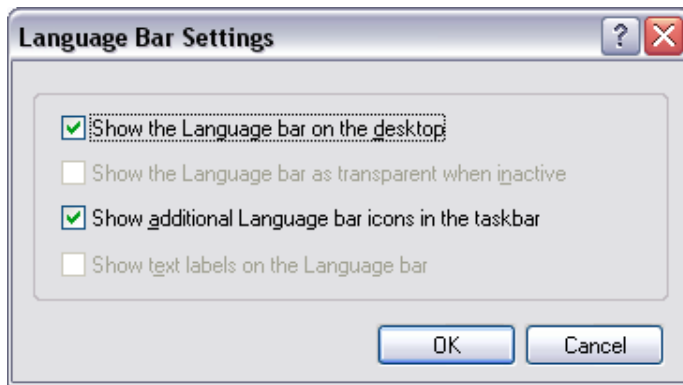 Language Bar Settings
Show the Language bar on the desktop
Show the Language bar as transparent when inactive
Show additional Language bar icons in the taskbar
Show text labels on the Language bar
OK Cancel